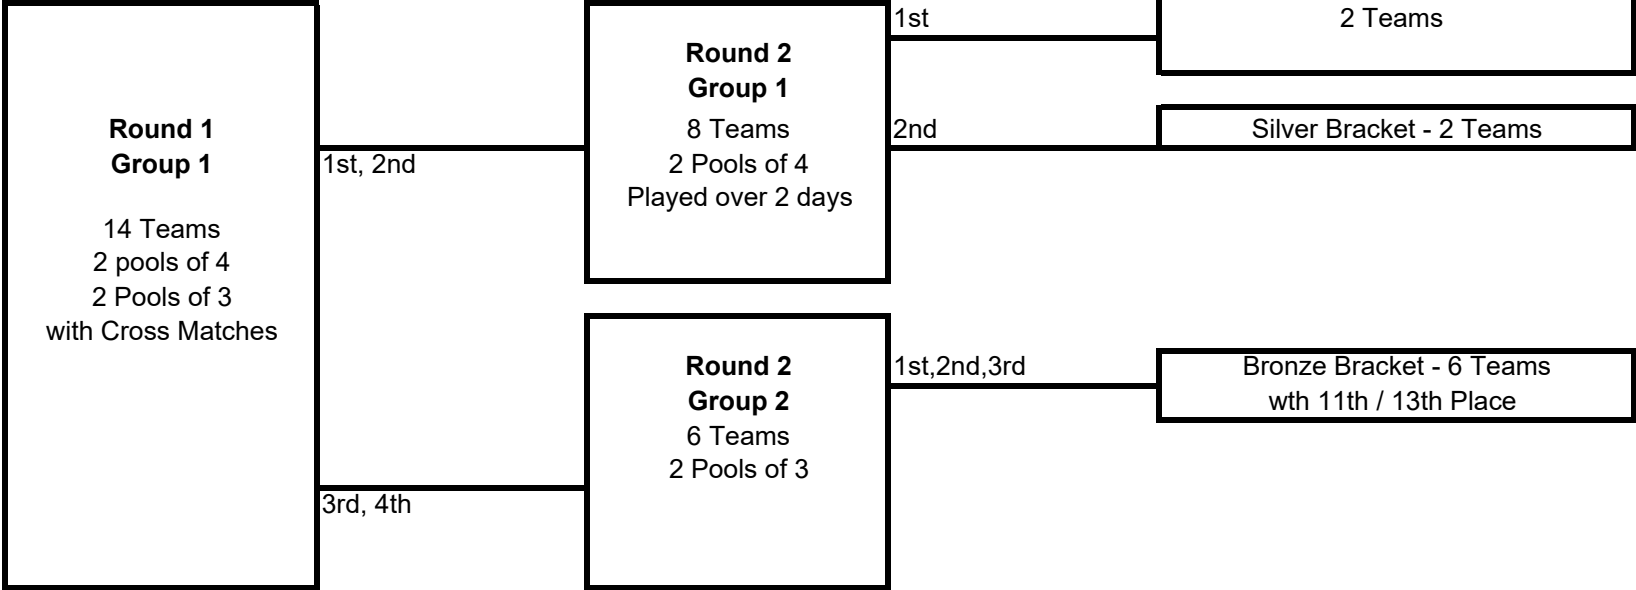 Round 1
Group 1
14 Teams
2 pools of 4
2 Pools of 3
with Cross Matches
1st, 2nd
3rd, 4th
Round 2
Group 1
8 Teams
2 Pools of 4
Played over 2 days
1st
2 Teams
2nd
Silver Bracket - 2 Teams
Round 2
Group 2
6 Teams
2 Pools of 3
1st,2nd,3rd
Bronze Bracket - 6 Teams
wth 11th / 13th Place